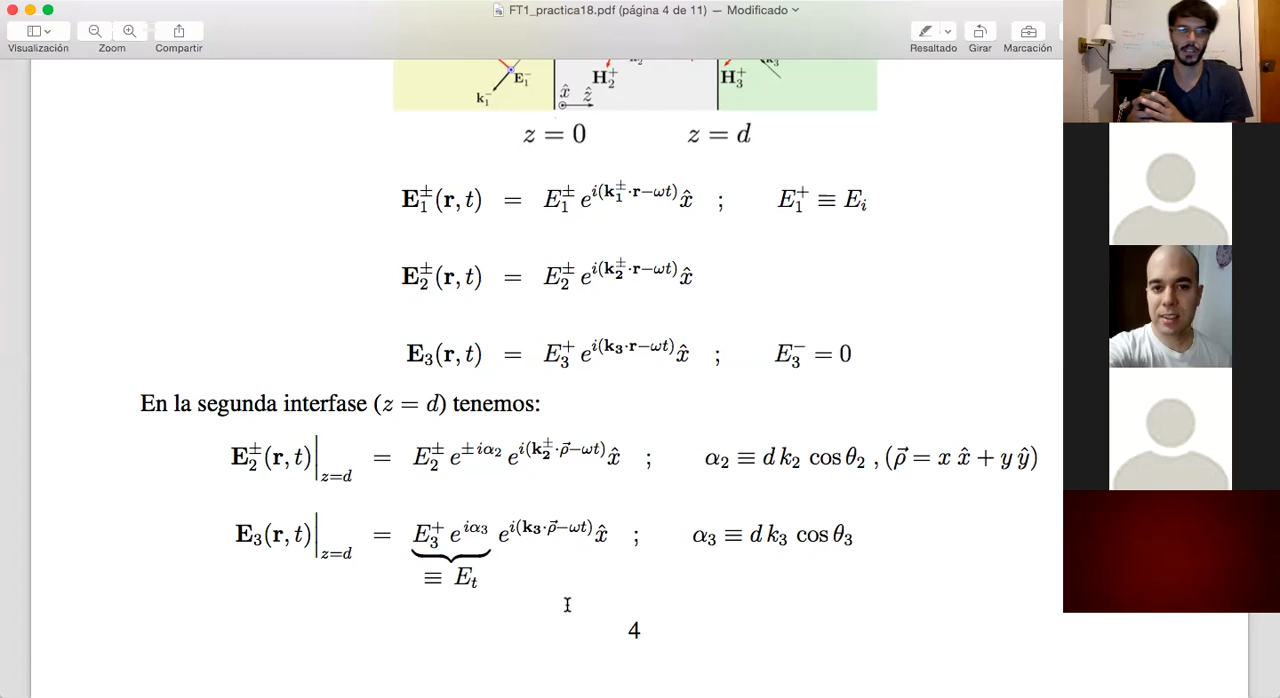 FT1_practica18.pdf (página 4 de 11) — Modificado
Visualización Zoom Compartir Resaltado Girar Marcación
E₁⁻ H₂⁺ H₃⁺
k₁⁻ x̂ ẑ
z = 0 z = d
E₁^±(r, t) = E₁^± e^{i(k₁^±·r−ωt)} x̂ ; E₁⁺ ≡ Eᵢ
E₂^±(r, t) = E₂^± e^{i(k₂^±·r−ωt)} x̂
E₃(r, t) = E₃⁺ e^{i(k₃·r−ωt)} x̂ ; E₃⁻ = 0
En la segunda interfase (z = d) tenemos:
E₂^±(r, t)|_{z=d} = E₂^± e^{±iα₂} e^{i(k₂^±·ρ⃗−ωt)} x̂ ; α₂ ≡ d k₂ cos θ₂ , (ρ⃗ = x x̂ + y ŷ)
E₃(r, t)|_{z=d} = E₃⁺ e^{iα₃} e^{i(k₃·ρ⃗−ωt)} x̂ ; α₃ ≡ d k₃ cos θ₃
≡ Eₜ
4